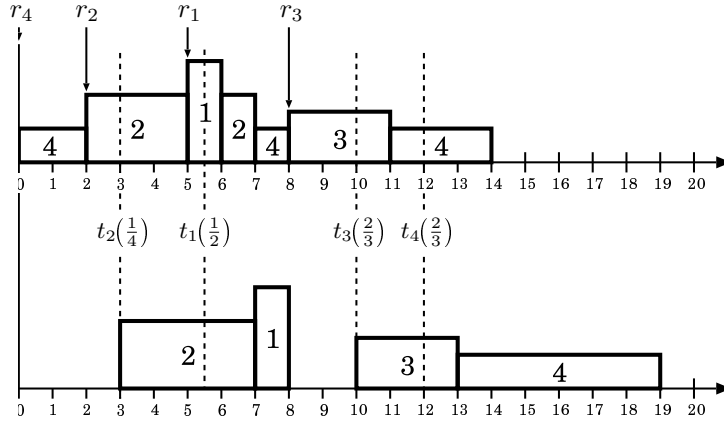 r₄ r₂ r₁ r₃
4 2 1 2 4 3 4
0 1 2 3 4 5 6 7 8 9 10 11 12 13 14 15 16 17 18 19 20
t₂(1/4) t₁(1/2) t₃(2/3) t₄(2/3)
2 1 3 4
0 1 2 3 4 5 6 7 8 9 10 11 12 13 14 15 16 17 18 19 20